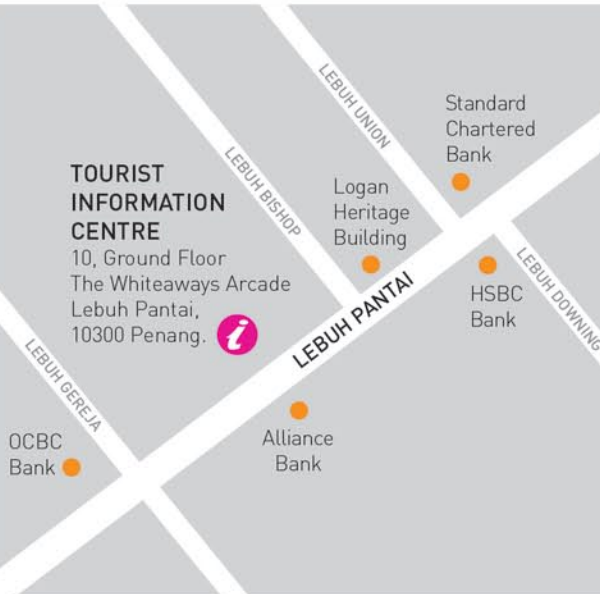 LEBUH UNION
Standard
Chartered
Bank
LEBUH BISHOP
TOURIST
INFORMATION
CENTRE
10, Ground Floor
The Whiteaways Arcade
Lebuh Pantai,
10300 Penang.
i
Logan
Heritage
Building
LEBUH PANTAI
HSBC
Bank
LEBUH DOWNING
LEBUH GEREJA
OCBC
Bank
Alliance
Bank